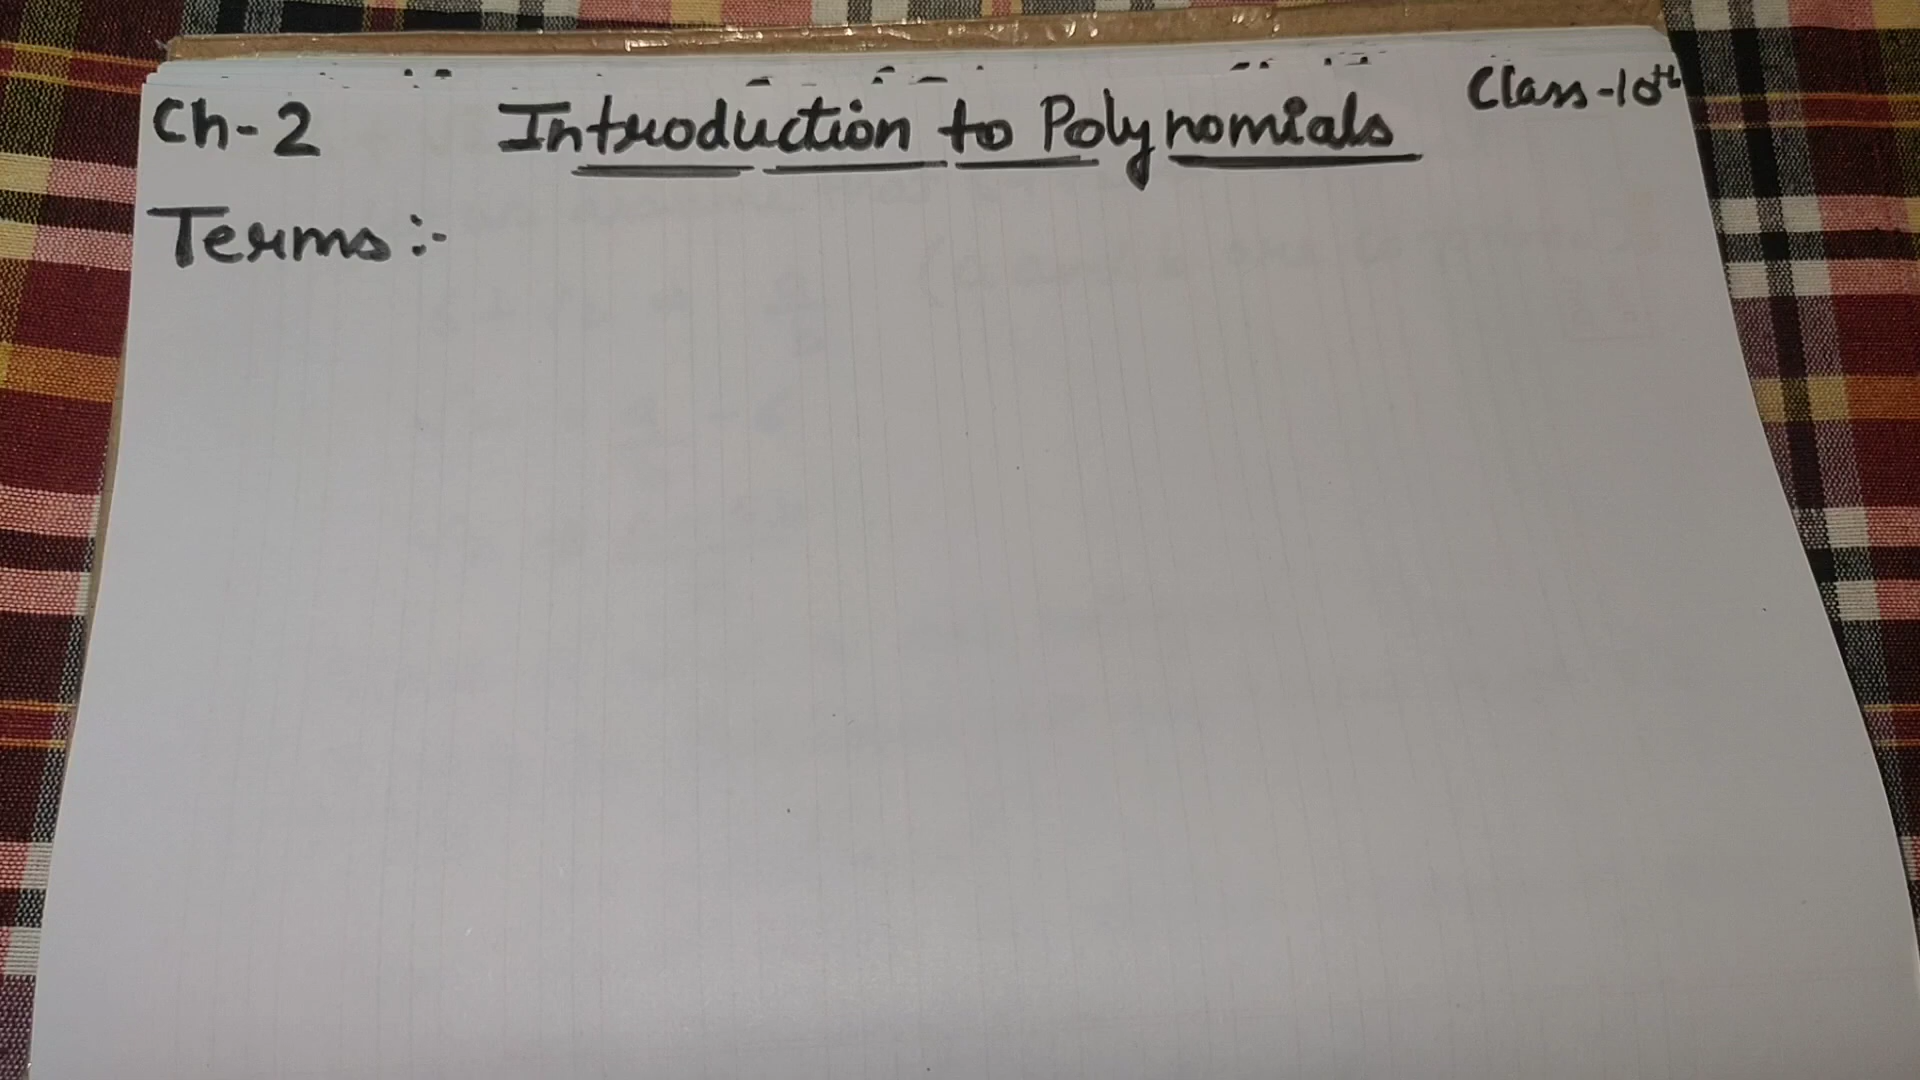 Ch-2 Introduction to Polynomials Class-10th
Terms:-